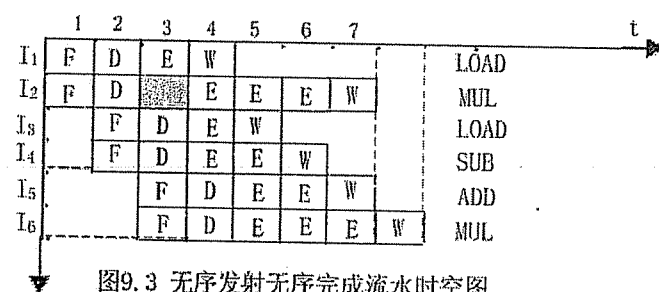 1 2 3 4 5 6 7 t
I1 F D E W LOAD
I2 F D E E E W MUL
I3 F D E W LOAD
I4 F D E E W SUB
I5 F D E E W ADD
I6 F D E E E W MUL
图9.3 无序发射无序完成流水时空图